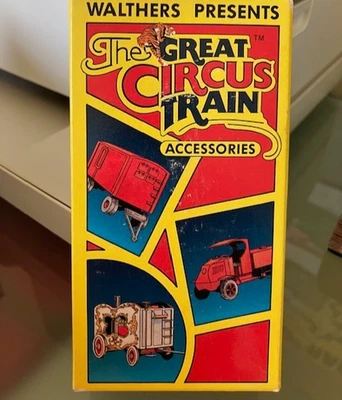 WALTHERS PRESENTS
The GREAT™
CIRCUS
TRAIN
ACCESSORIES